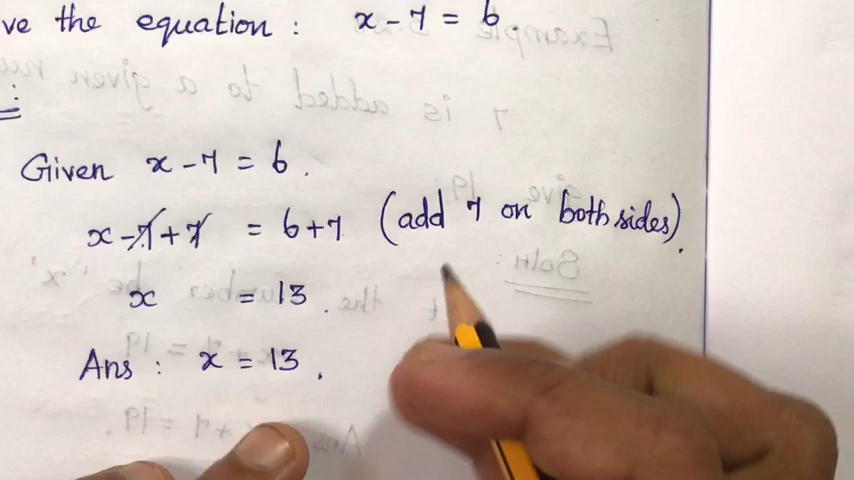 ve the equation : x - 7 = 6
:
Given x - 7 = 6.
x - 7 + 7 = 6 + 7 (add 7 on both sides).
x = 13.
Ans : x = 13.